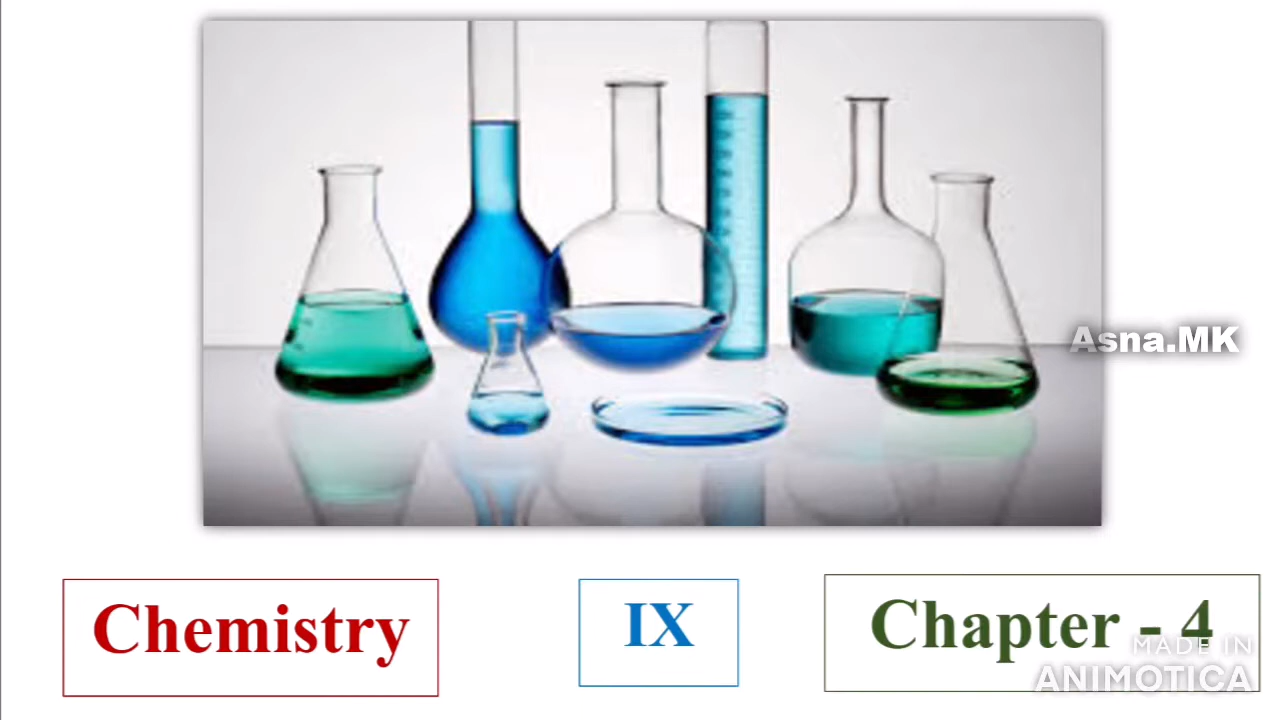 Asna.MK
Chemistry
IX
Chapter - 4
MADE IN
ANIMOTICA